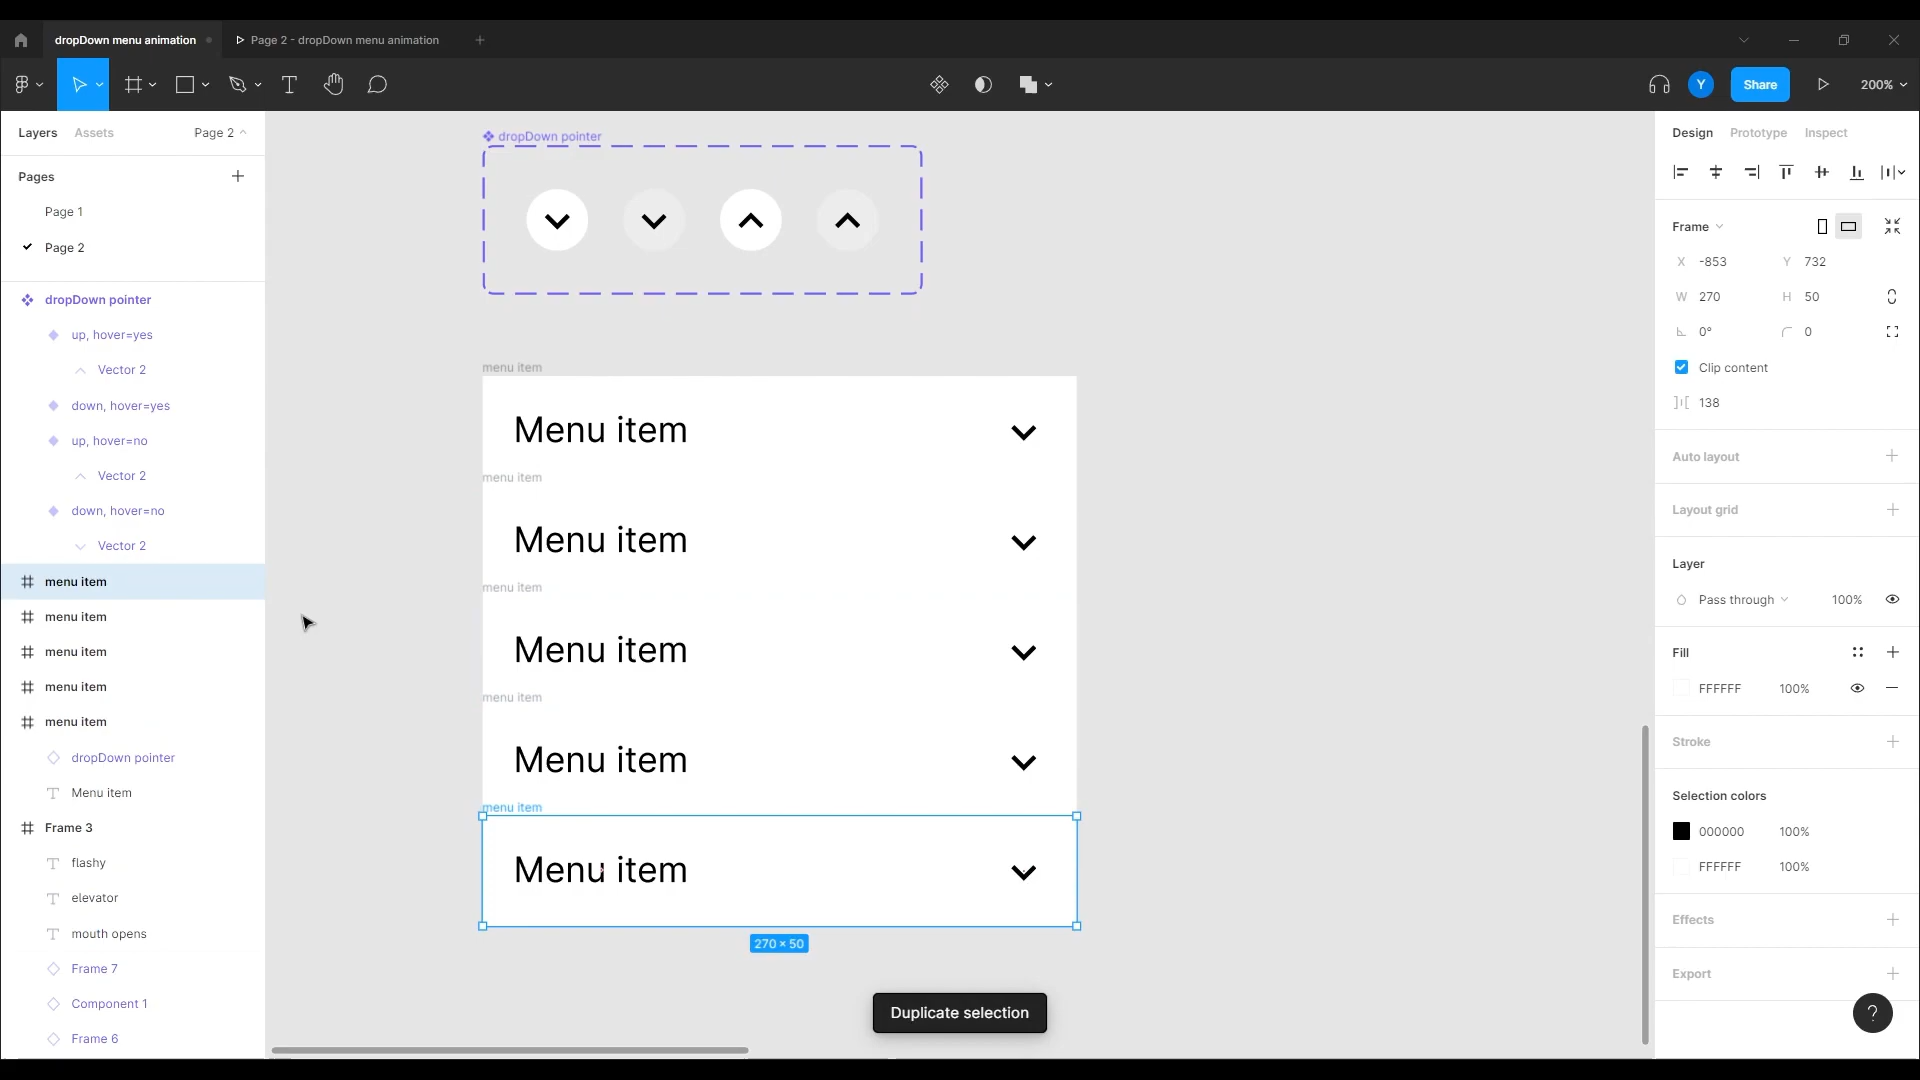 dropDown menu animation
Page 2 - dropDown menu animation
Share
Y
200%
Layers
Assets
Page 2
Pages
Page 1
Page 2
dropDown pointer
up, hover=yes
Vector 2
down, hover=yes
up, hover=no
Vector 2
down, hover=no
Vector 2
menu item
menu item
menu item
menu item
menu item
dropDown pointer
Menu item
Frame 3
flashy
elevator
mouth opens
Frame 7
Component 1
Frame 6
dropDown pointer
menu item
Menu item
menu item
Menu item
menu item
Menu item
menu item
Menu item
menu item
Menu item
270 × 50
Duplicate selection
Design
Prototype
Inspect
Frame
X -853
Y 732
W 270
H 50
0°
0
Clip content
138
Auto layout
Layout grid
Layer
Pass through
100%
Fill
FFFFFF
100%
Stroke
Selection colors
000000
100%
FFFFFF
100%
Effects
Export
?